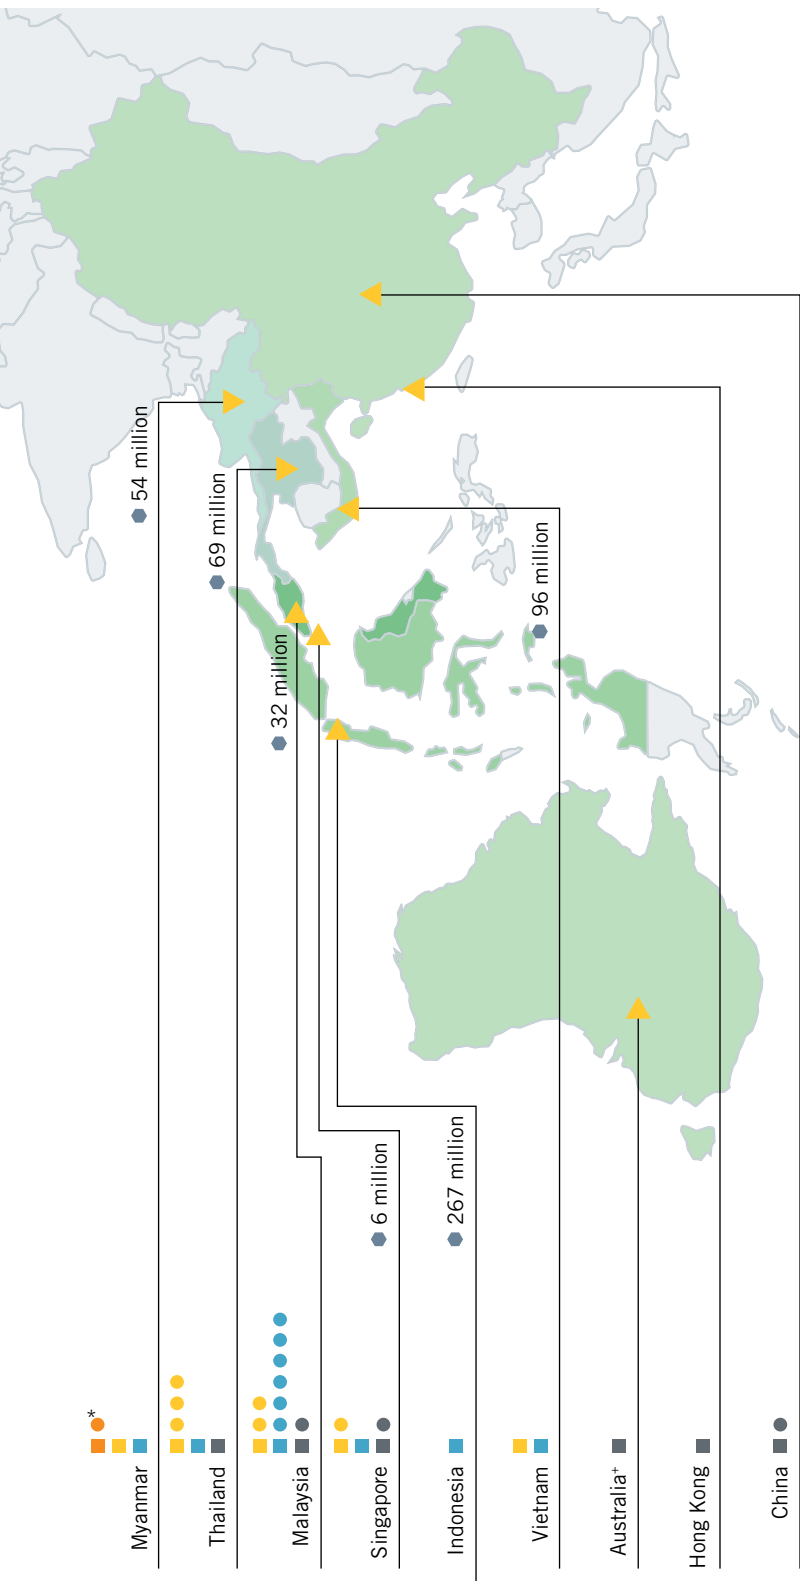 54 million
69 million
32 million
96 million
6 million
267 million
*
Myanmar
Thailand
Malaysia
Singapore
Indonesia
Vietnam
Australia⁺
Hong Kong
China